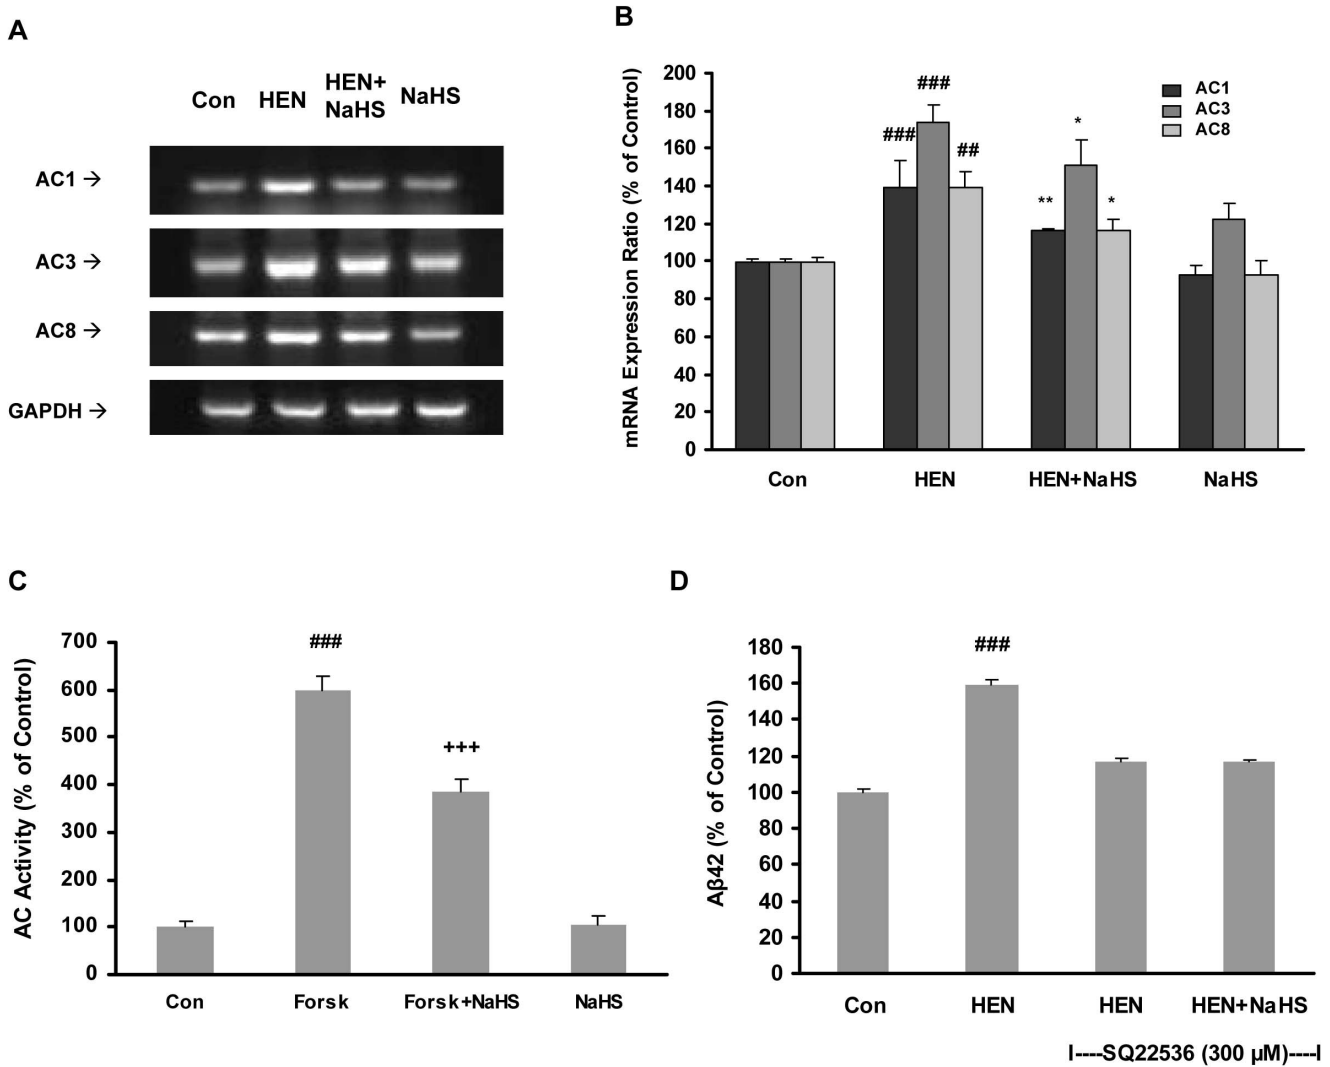 A
Con HEN HEN+ NaHS NaHS
AC1 →
AC3 →
AC8 →
GAPDH →
B
mRNA Expression Ratio (% of Control)
200
180
160
140
120
100
80
60
40
20
0
### ### ##
** * *
AC1
AC3
AC8
Con HEN HEN+NaHS NaHS
C
AC Activity (% of Control)
700
600
500
400
300
200
100
0
###
+++
Con Forsk Forsk+NaHS NaHS
D
Aβ42 (% of Control)
180
160
140
120
100
80
60
40
20
0
###
Con HEN HEN HEN+NaHS
I----SQ22536 (300 µM)----I